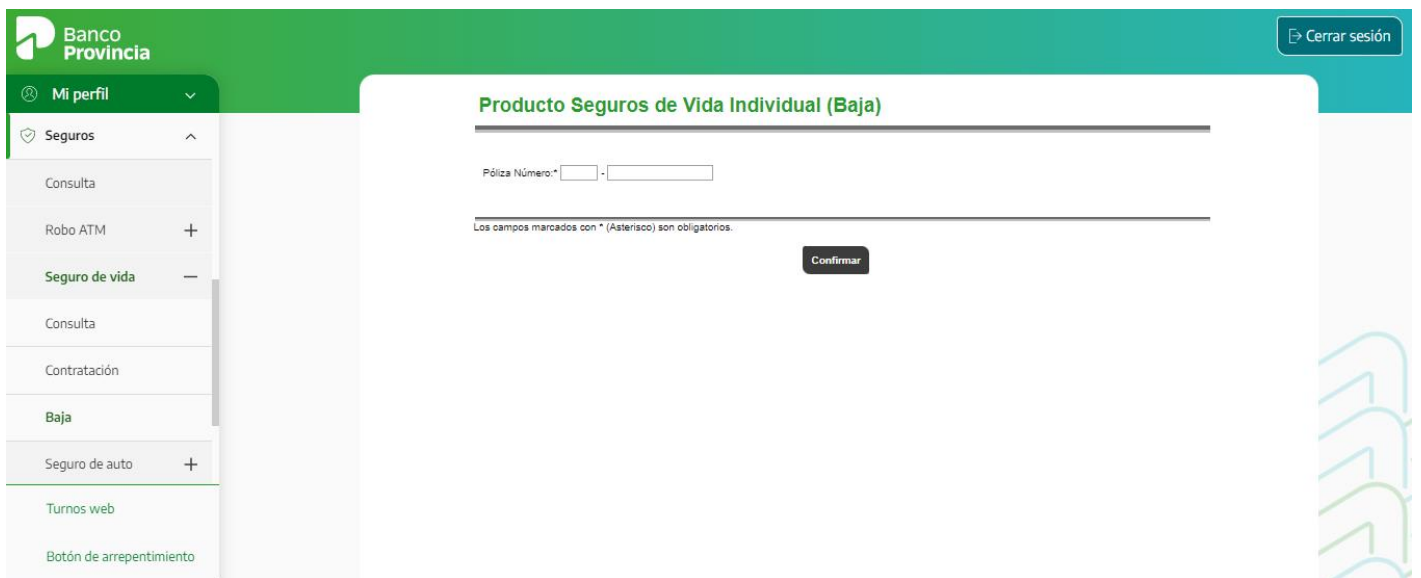 Banco
Provincia
Cerrar sesión
Mi perfil
Seguros
Consulta
Robo ATM
Seguro de vida
Consulta
Contratación
Baja
Seguro de auto
Turnos web
Botón de arrepentimiento
Producto Seguros de Vida Individual (Baja)
Póliza Número:* -
Los campos marcados con * (Asterisco) son obligatorios.
Confirmar